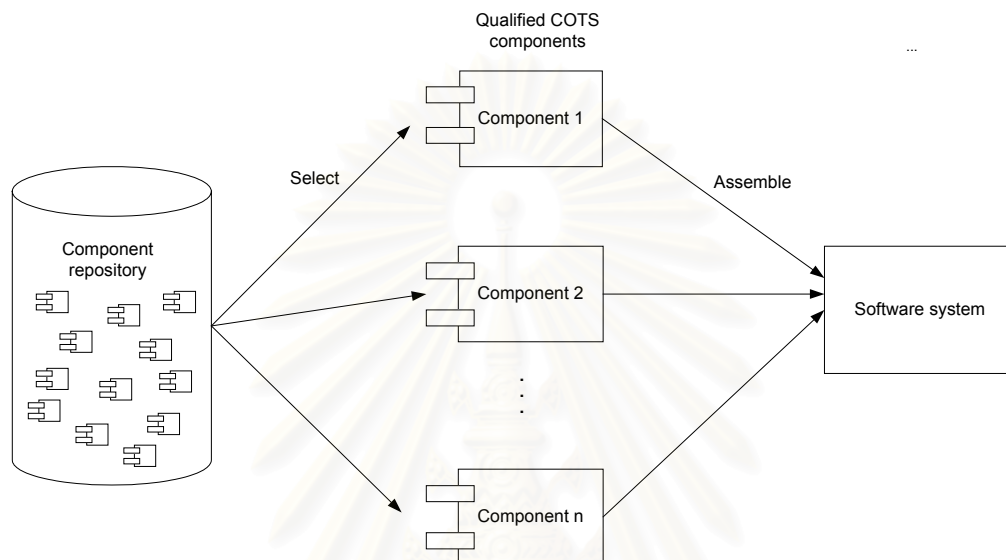 Qualified COTS
components
...
Component 1
Select
Assemble
Component
repository
Component 2
Software system
.
.
.
Component n